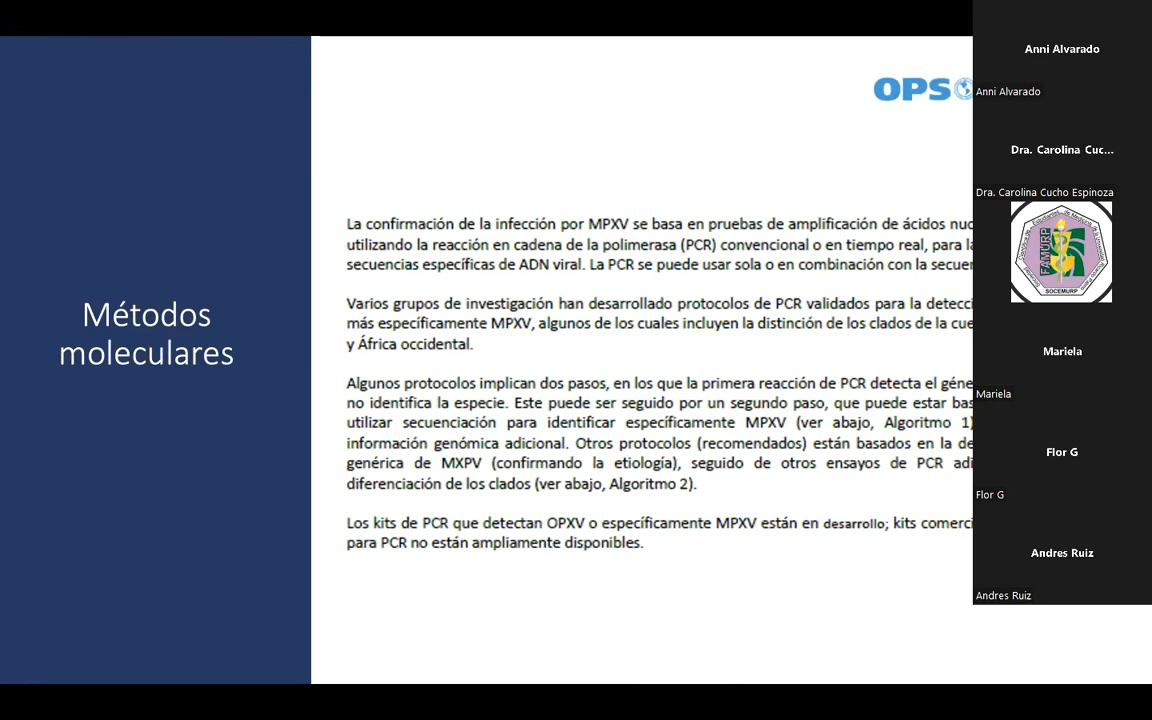 Métodos
moleculares
OPS
La confirmación de la infección por MPXV se basa en pruebas de amplificación de ácidos nuc
utilizando la reacción en cadena de la polimerasa (PCR) convencional o en tiempo real, para la
secuencias específicas de ADN viral. La PCR se puede usar sola o en combinación con la secue
Varios grupos de investigación han desarrollado protocolos de PCR validados para la detecci
más específicamente MPXV, algunos de los cuales incluyen la distinción de los clados de la cue
y África occidental.
Algunos protocolos implican dos pasos, en los que la primera reacción de PCR detecta el géne
no identifica la especie. Este puede ser seguido por un segundo paso, que puede estar bas
utilizar secuenciación para identificar específicamente MPXV (ver abajo, Algoritmo 1)
información genómica adicional. Otros protocolos (recomendados) están basados en la de
genérica de MXPV (confirmando la etiología), seguido de otros ensayos de PCR adi
diferenciación de los clados (ver abajo, Algoritmo 2).
Los kits de PCR que detectan OPXV o específicamente MPXV están en desarrollo; kits comerci
para PCR no están ampliamente disponibles.
Anni Alvarado
Anni Alvarado
Dra. Carolina Cuc...
Dra. Carolina Cucho Espinoza
FAMURP
SOCEMURP
Mariela
Mariela
Flor G
Flor G
Andres Ruiz
Andres Ruiz